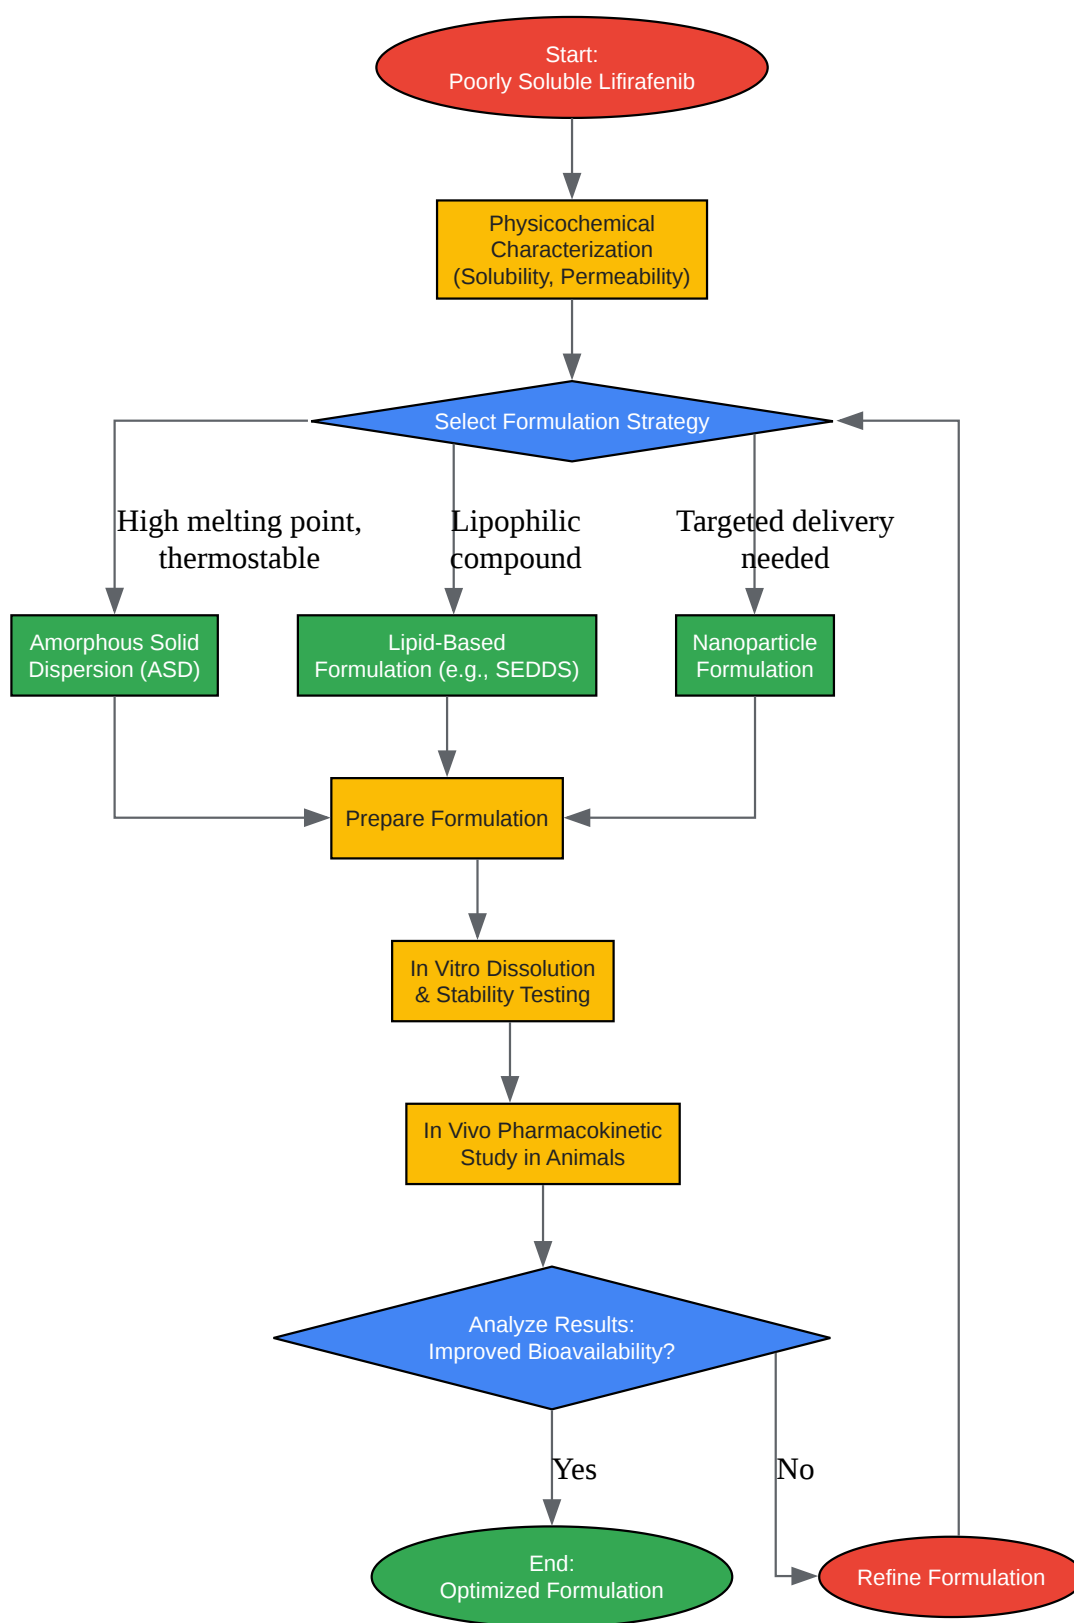 Start:
Poorly Soluble Lifirafenib
Physicochemical
Characterization
(Solubility, Permeability)
Select Formulation Strategy
High melting point,
thermostable
Lipophilic
compound
Targeted delivery
needed
Amorphous Solid
Dispersion (ASD)
Lipid-Based
Formulation (e.g., SEDDS)
Nanoparticle
Formulation
Prepare Formulation
In Vitro Dissolution
& Stability Testing
In Vivo Pharmacokinetic
Study in Animals
Analyze Results:
Improved Bioavailability?
Yes
No
End:
Optimized Formulation
Refine Formulation